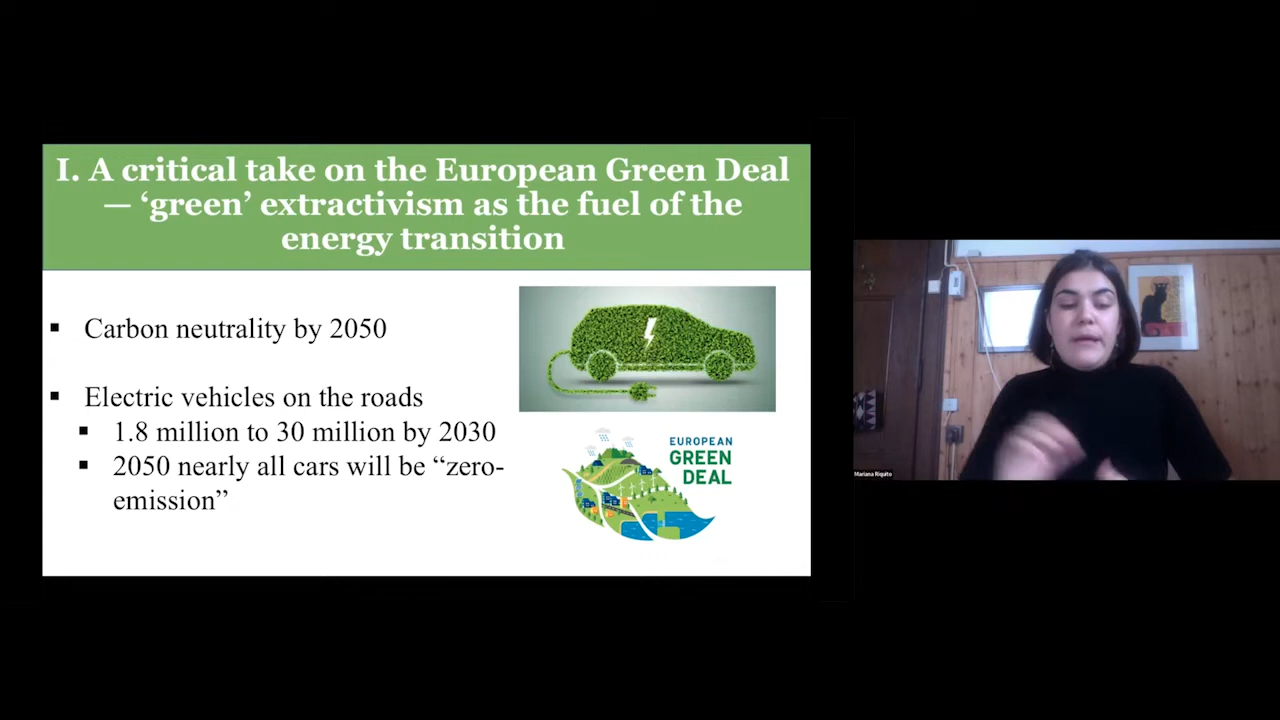 I. A critical take on the European Green Deal
— ‘green’ extractivism as the fuel of the
energy transition
▪ Carbon neutrality by 2050
▪ Electric vehicles on the roads
▪ 1.8 million to 30 million by 2030
▪ 2050 nearly all cars will be “zero-
emission”
EUROPEAN
GREEN
DEAL
Mariana Riquito